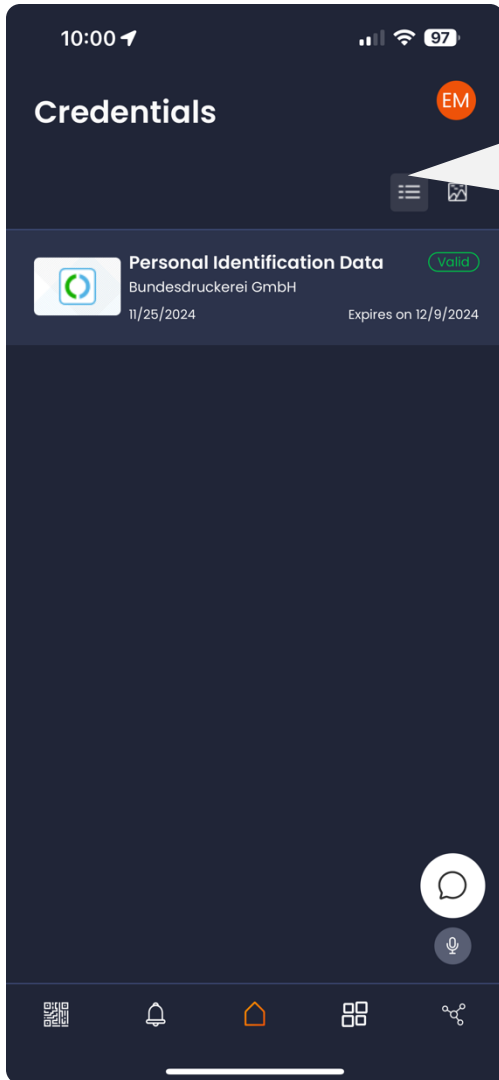 10:00
97
Credentials
EM
Personal Identification Data
Valid
Bundesdruckerei GmbH
11/25/2024
Expires on 12/9/2024